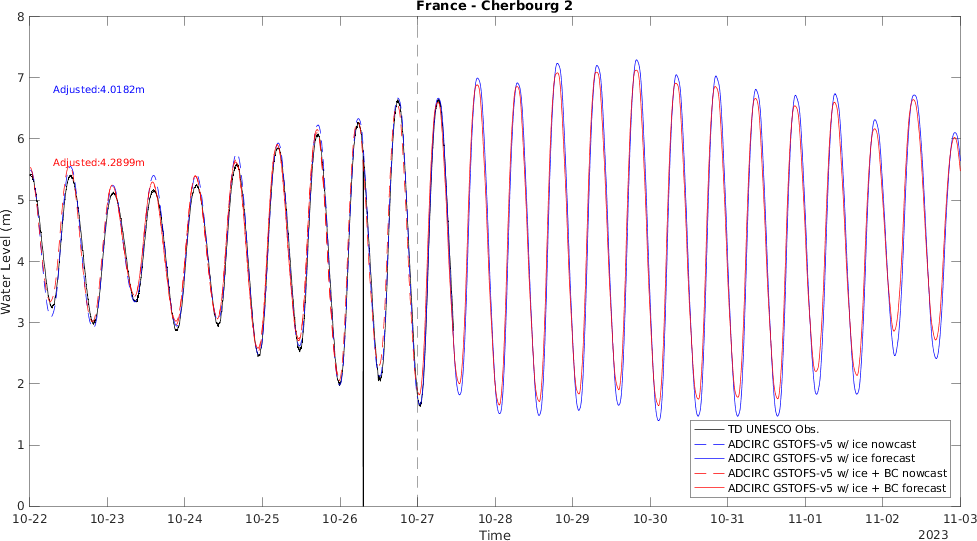 France - Cherbourg 2
8
7
6
5
4
3
2
1
0
Water Level (m)
Adjusted:4.0182m
Adjusted:4.2899m
TD UNESCO Obs.
ADCIRC GSTOFS-v5 w/ ice nowcast
ADCIRC GSTOFS-v5 w/ ice forecast
ADCIRC GSTOFS-v5 w/ ice + BC nowcast
ADCIRC GSTOFS-v5 w/ ice + BC forecast
10-22 10-23 10-24 10-25 10-26 10-27 10-28 10-29 10-30 10-31 11-01 11-02 11-03
Time
2023